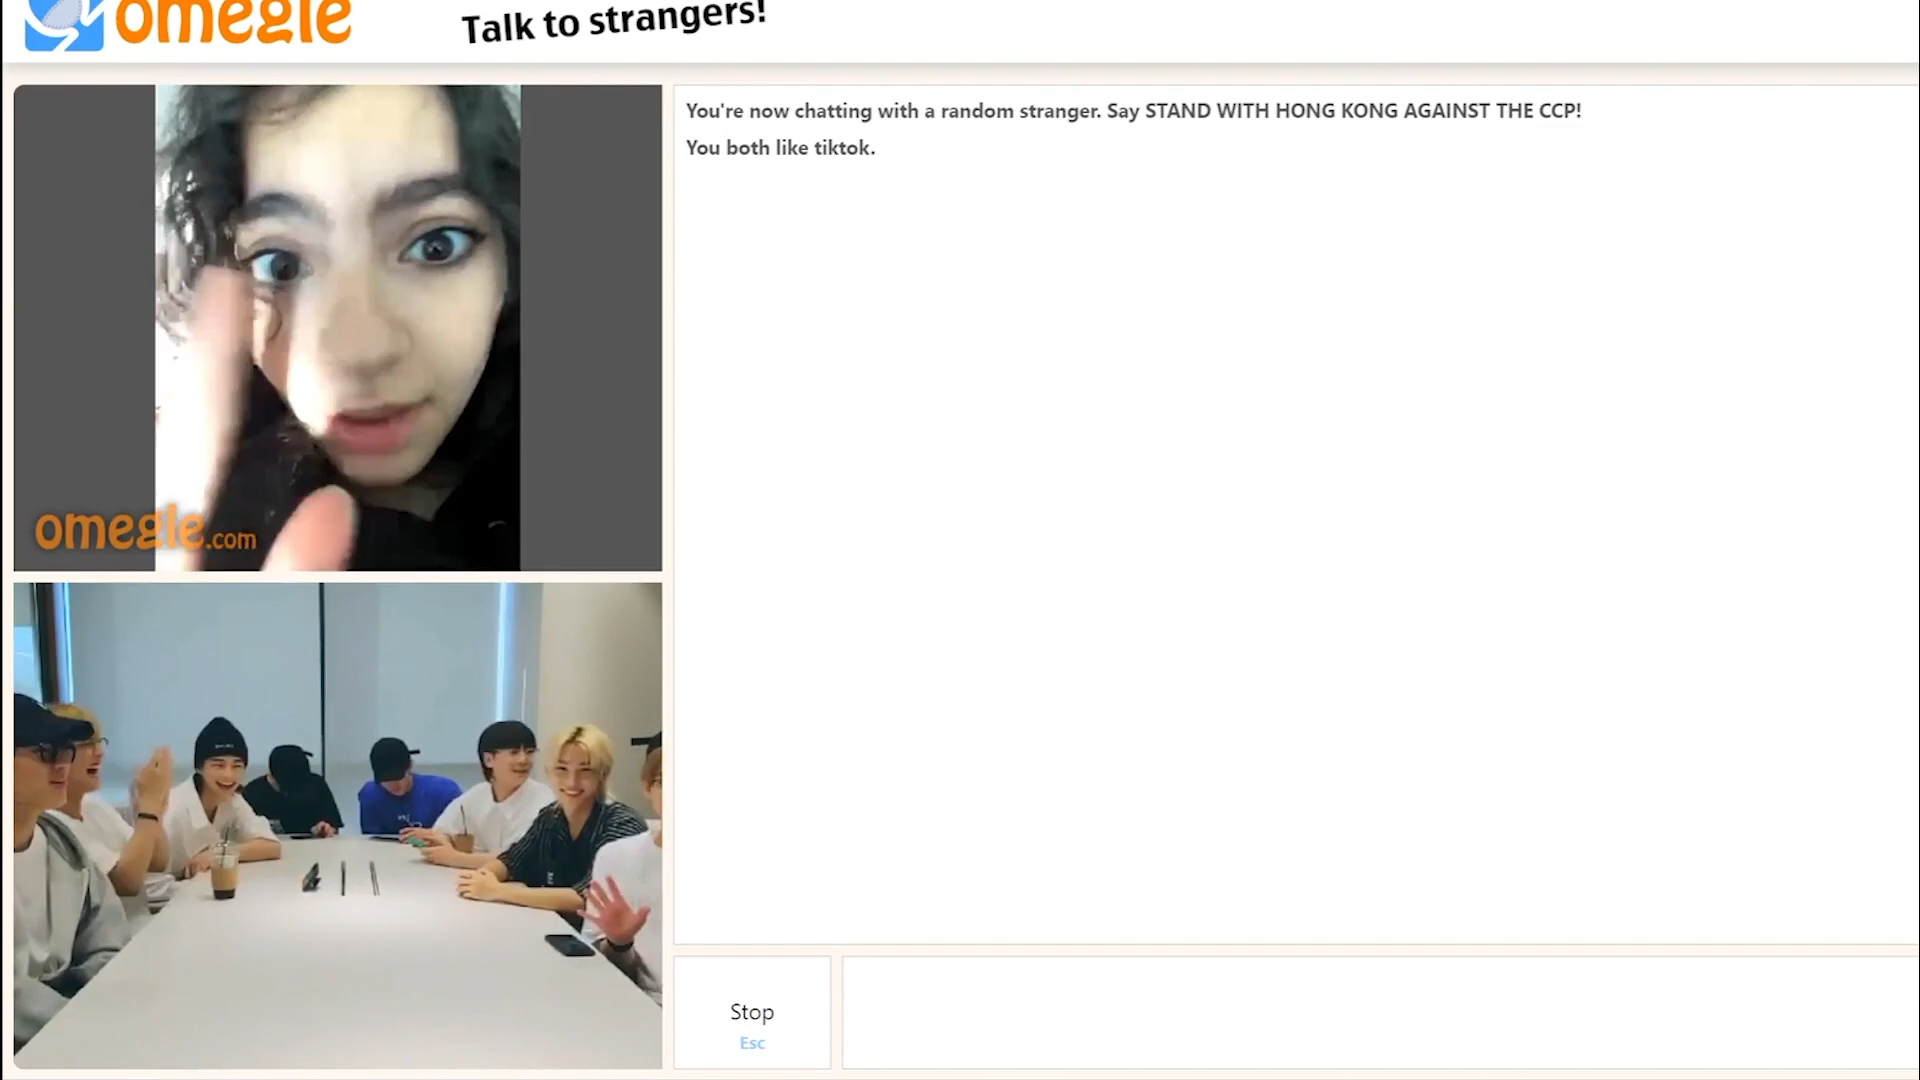 omegle
Talk to strangers!
You're now chatting with a random stranger. Say STAND WITH HONG KONG AGAINST THE CCP!
You both like tiktok.
omegle.com
Stop
Esc